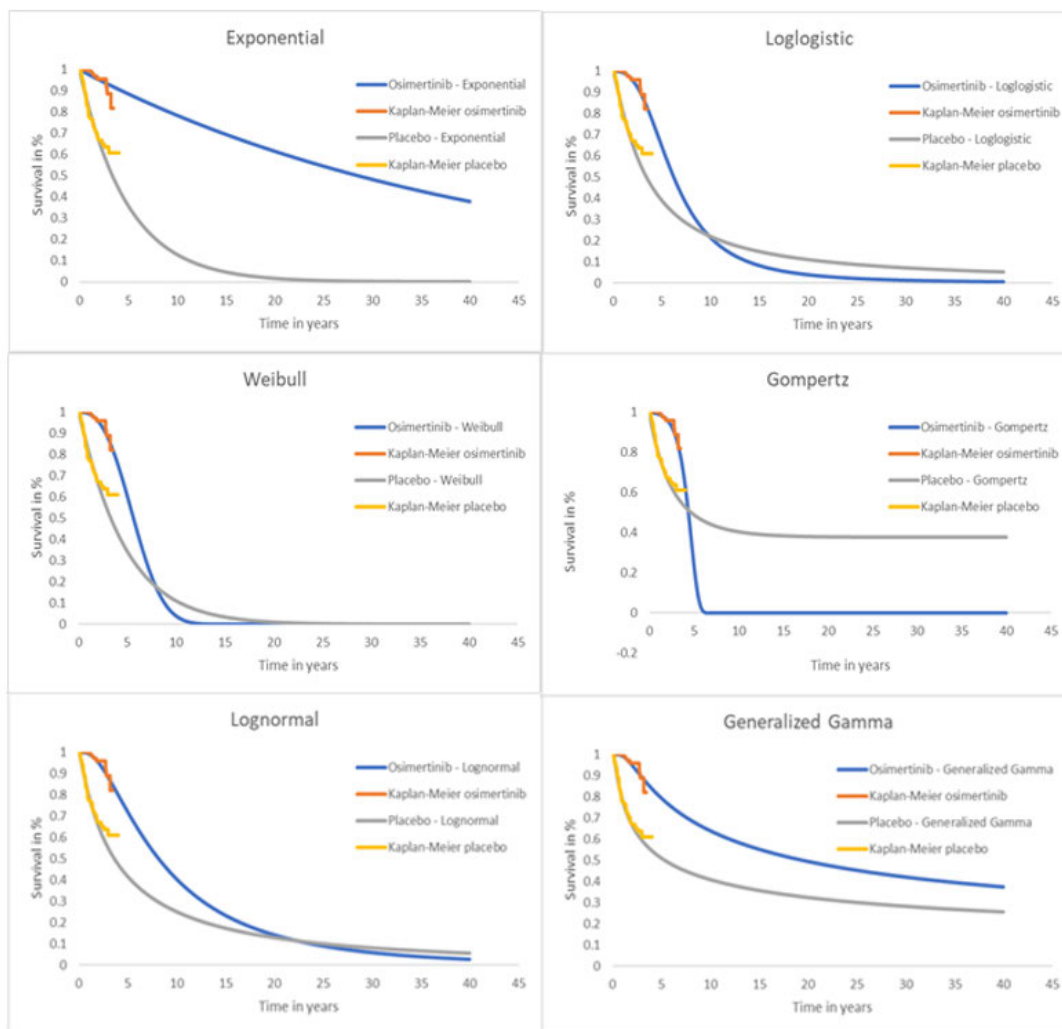 Exponential
Survival in %
1
0.9
0.8
0.7
0.6
0.5
0.4
0.3
0.2
0.1
0
0 5 10 15 20 25 30 35 40 45
Time in years
Osimertinib - Exponential
Kaplan-Meier osimertinib
Placebo - Exponential
Kaplan-Meier placebo
Loglogistic
Survival in %
1
0.9
0.8
0.7
0.6
0.5
0.4
0.3
0.2
0.1
0
0 5 10 15 20 25 30 35 40 45
Time in years
Osimertinib - Loglogistic
Kaplan-Meier osimertinib
Placebo - Loglogistic
Kaplan-Meier placebo
Weibull
Survival in %
1
0.9
0.8
0.7
0.6
0.5
0.4
0.3
0.2
0.1
0
0 5 10 15 20 25 30 35 40 45
Time in years
Osimertinib - Weibull
Kaplan-Meier osimertinib
Placebo - Weibull
Kaplan-Meier placebo
Gompertz
Survival in %
1
0.8
0.6
0.4
0.2
0
-0.2
0 5 10 15 20 25 30 35 40 45
Time in years
Osimertinib - Gompertz
Kaplan-Meier osimertinib
Placebo - Gompertz
Kaplan-Meier placebo
Lognormal
Survival in %
1
0.9
0.8
0.7
0.6
0.5
0.4
0.3
0.2
0.1
0
0 5 10 15 20 25 30 35 40 45
Time in years
Osimertinib - Lognormal
Kaplan-Meier osimertinib
Placebo - Lognormal
Kaplan-Meier placebo
Generalized Gamma
Survival in %
1
0.9
0.8
0.7
0.6
0.5
0.4
0.3
0.2
0.1
0
0 5 10 15 20 25 30 35 40 45
Time in years
Osimertinib - Generalized Gamma
Kaplan-Meier osimertinib
Placebo - Generalized Gamma
Kaplan-Meier placebo